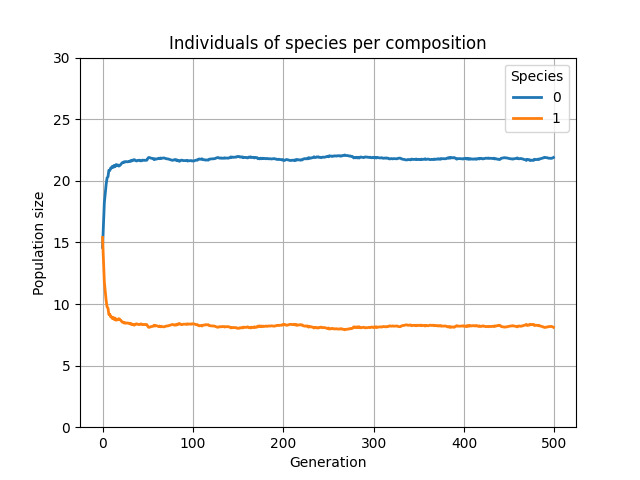 Individuals of species per composition
Species
0
1
30
25
20
15
10
5
0
Population size
0 100 200 300 400 500
Generation